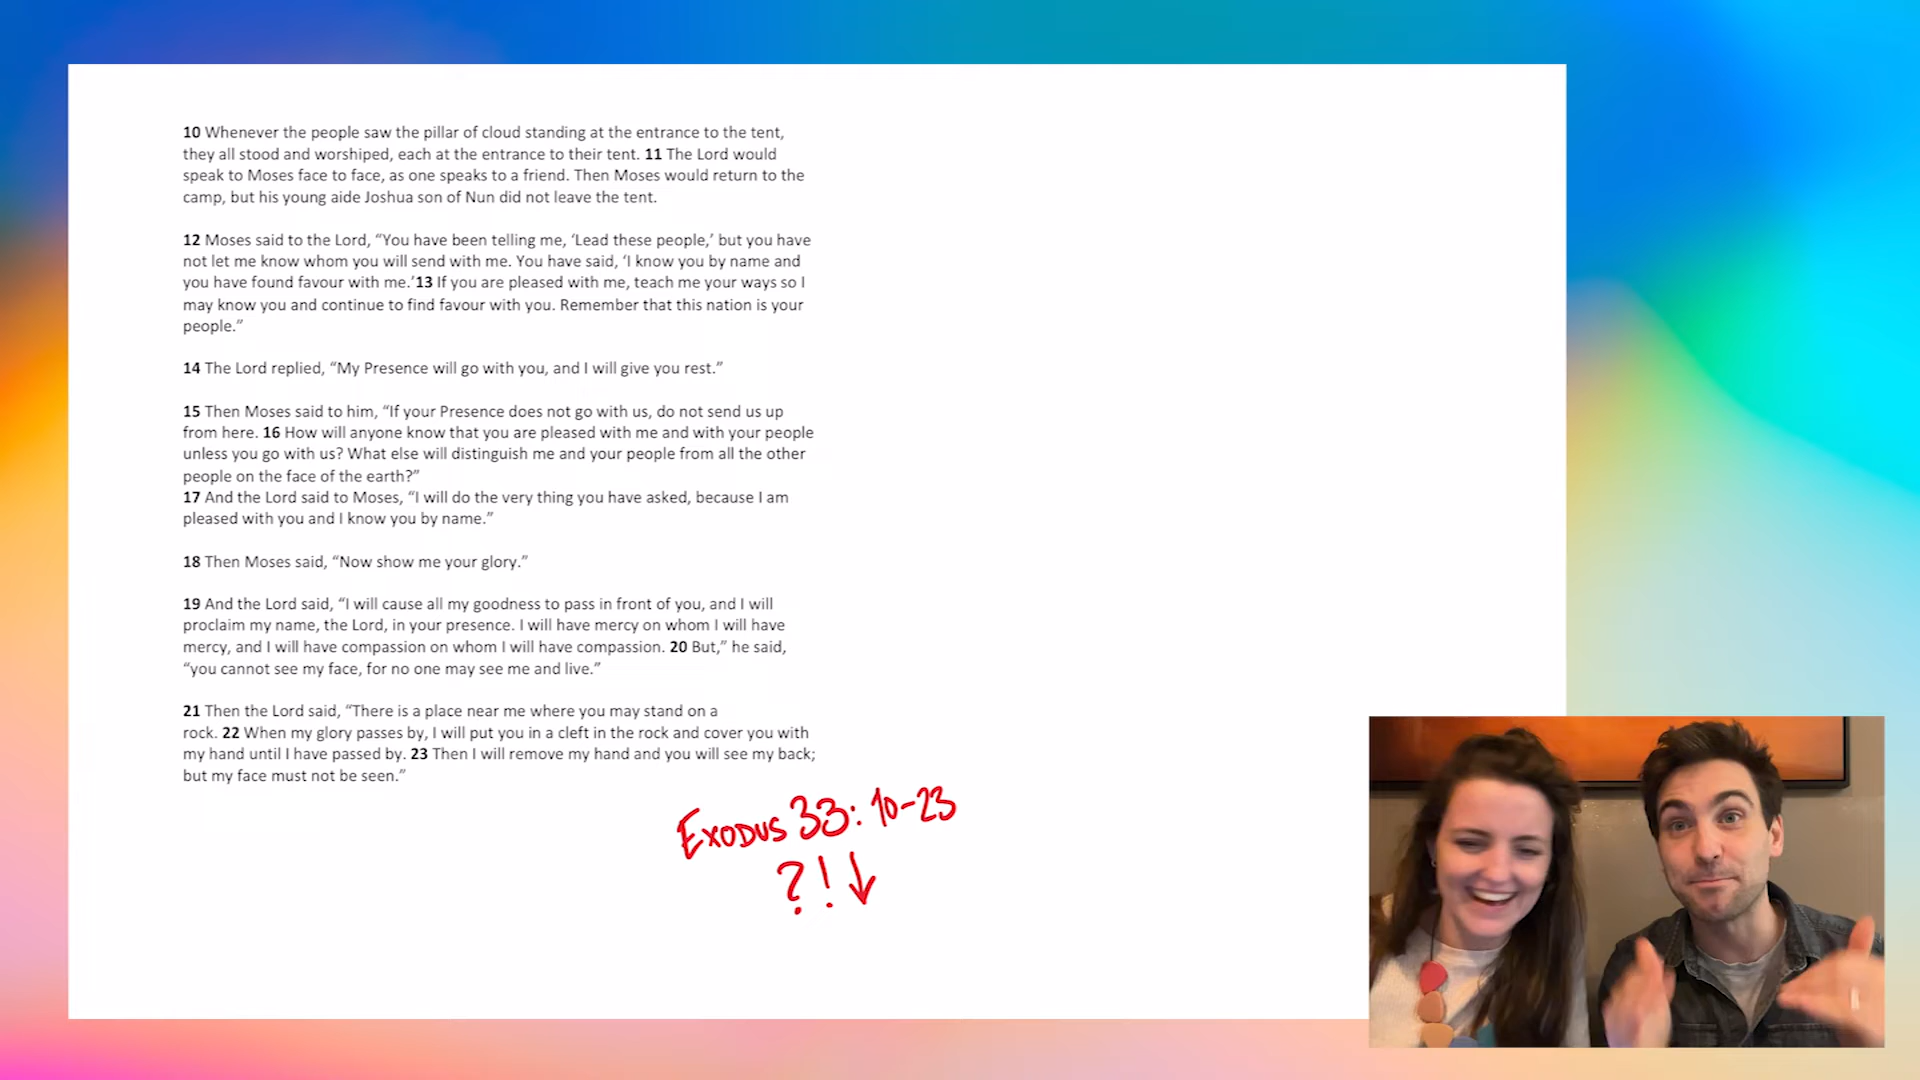 10 Whenever the people saw the pillar of cloud standing at the entrance to the tent,
they all stood and worshiped, each at the entrance to their tent. 11 The Lord would
speak to Moses face to face, as one speaks to a friend. Then Moses would return to the
camp, but his young aide Joshua son of Nun did not leave the tent.
12 Moses said to the Lord, “You have been telling me, ‘Lead these people,’ but you have
not let me know whom you will send with me. You have said, ‘I know you by name and
you have found favour with me.’13 If you are pleased with me, teach me your ways so I
may know you and continue to find favour with you. Remember that this nation is your
people.”
14 The Lord replied, “My Presence will go with you, and I will give you rest.”
15 Then Moses said to him, “If your Presence does not go with us, do not send us up
from here. 16 How will anyone know that you are pleased with me and with your people
unless you go with us? What else will distinguish me and your people from all the other
people on the face of the earth?”
17 And the Lord said to Moses, “I will do the very thing you have asked, because I am
pleased with you and I know you by name.”
18 Then Moses said, “Now show me your glory.”
19 And the Lord said, “I will cause all my goodness to pass in front of you, and I will
proclaim my name, the Lord, in your presence. I will have mercy on whom I will have
mercy, and I will have compassion on whom I will have compassion. 20 But,” he said,
“you cannot see my face, for no one may see me and live.”
21 Then the Lord said, “There is a place near me where you may stand on a
rock. 22 When my glory passes by, I will put you in a cleft in the rock and cover you with
my hand until I have passed by. 23 Then I will remove my hand and you will see my back;
but my face must not be seen.”
Exodus 33: 10-23
?!↓